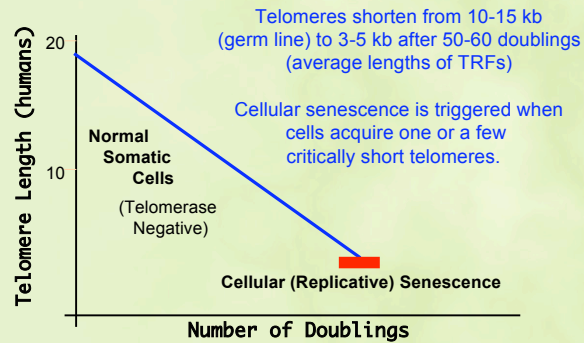 Telomeres shorten from 10-15 kb
(germ line) to 3-5 kb after 50-60 doublings
(average lengths of TRFs)
Cellular senescence is triggered when
cells acquire one or a few
critically short telomeres.
Telomere Length (humans)
20
10
Normal
Somatic
Cells
(Telomerase
Negative)
Cellular (Replicative) Senescence
Number of Doublings